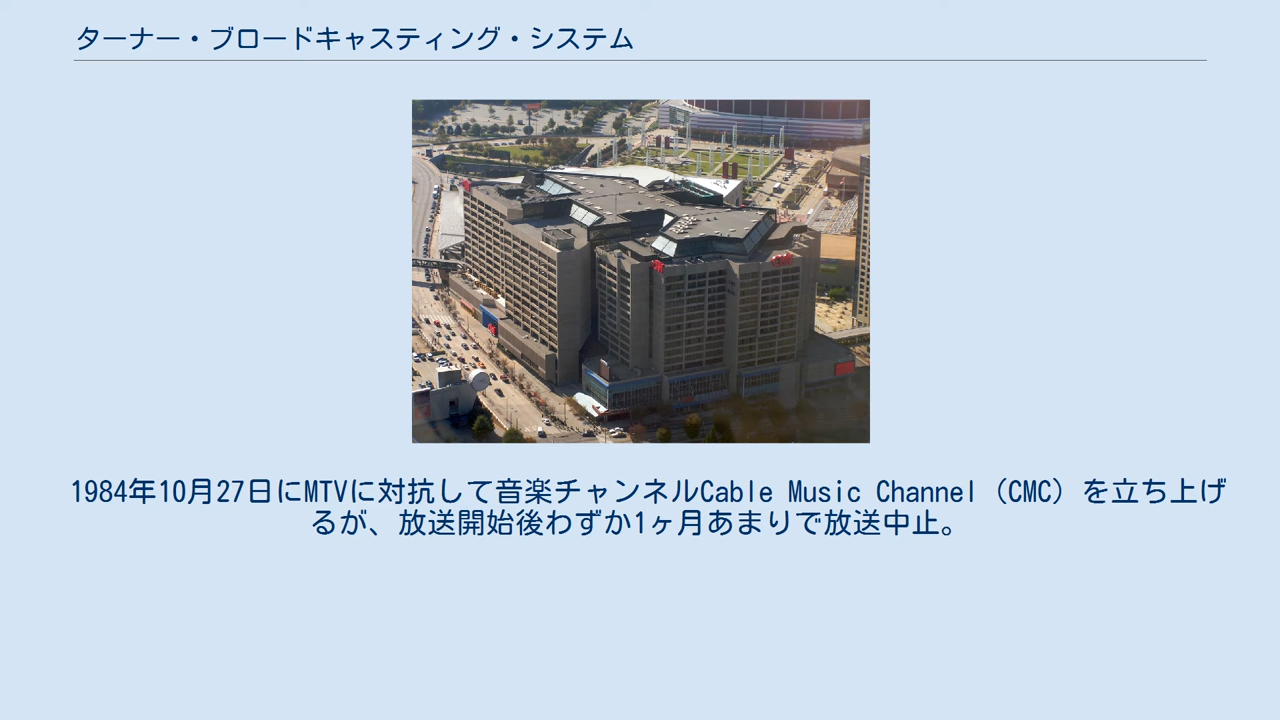 ターナー・ブロードキャスティング・システム
1984年10月27日にMTVに対抗して音楽チャンネルCable Music Channel（CMC）を立ち上げ
るが、放送開始後わずか1ヶ月あまりで放送中止。